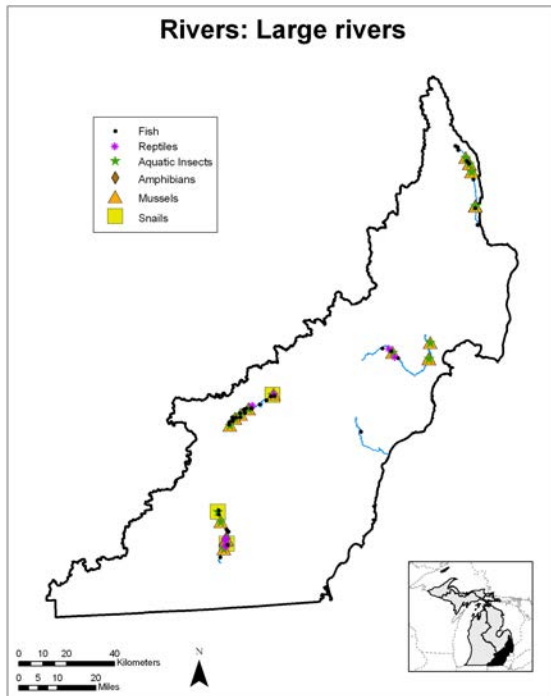 Rivers: Large rivers
Fish
Reptiles
Aquatic Insects
Amphibians
Mussels
Snails
N
0 10 20 40
Kilometers
0 5 10 20
Miles